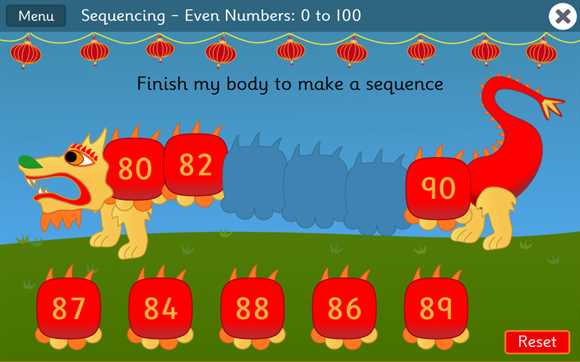 Menu
Sequencing – Even Numbers: 0 to 100
Finish my body to make a sequence
80 82 90
87 84 88 86 89
Reset